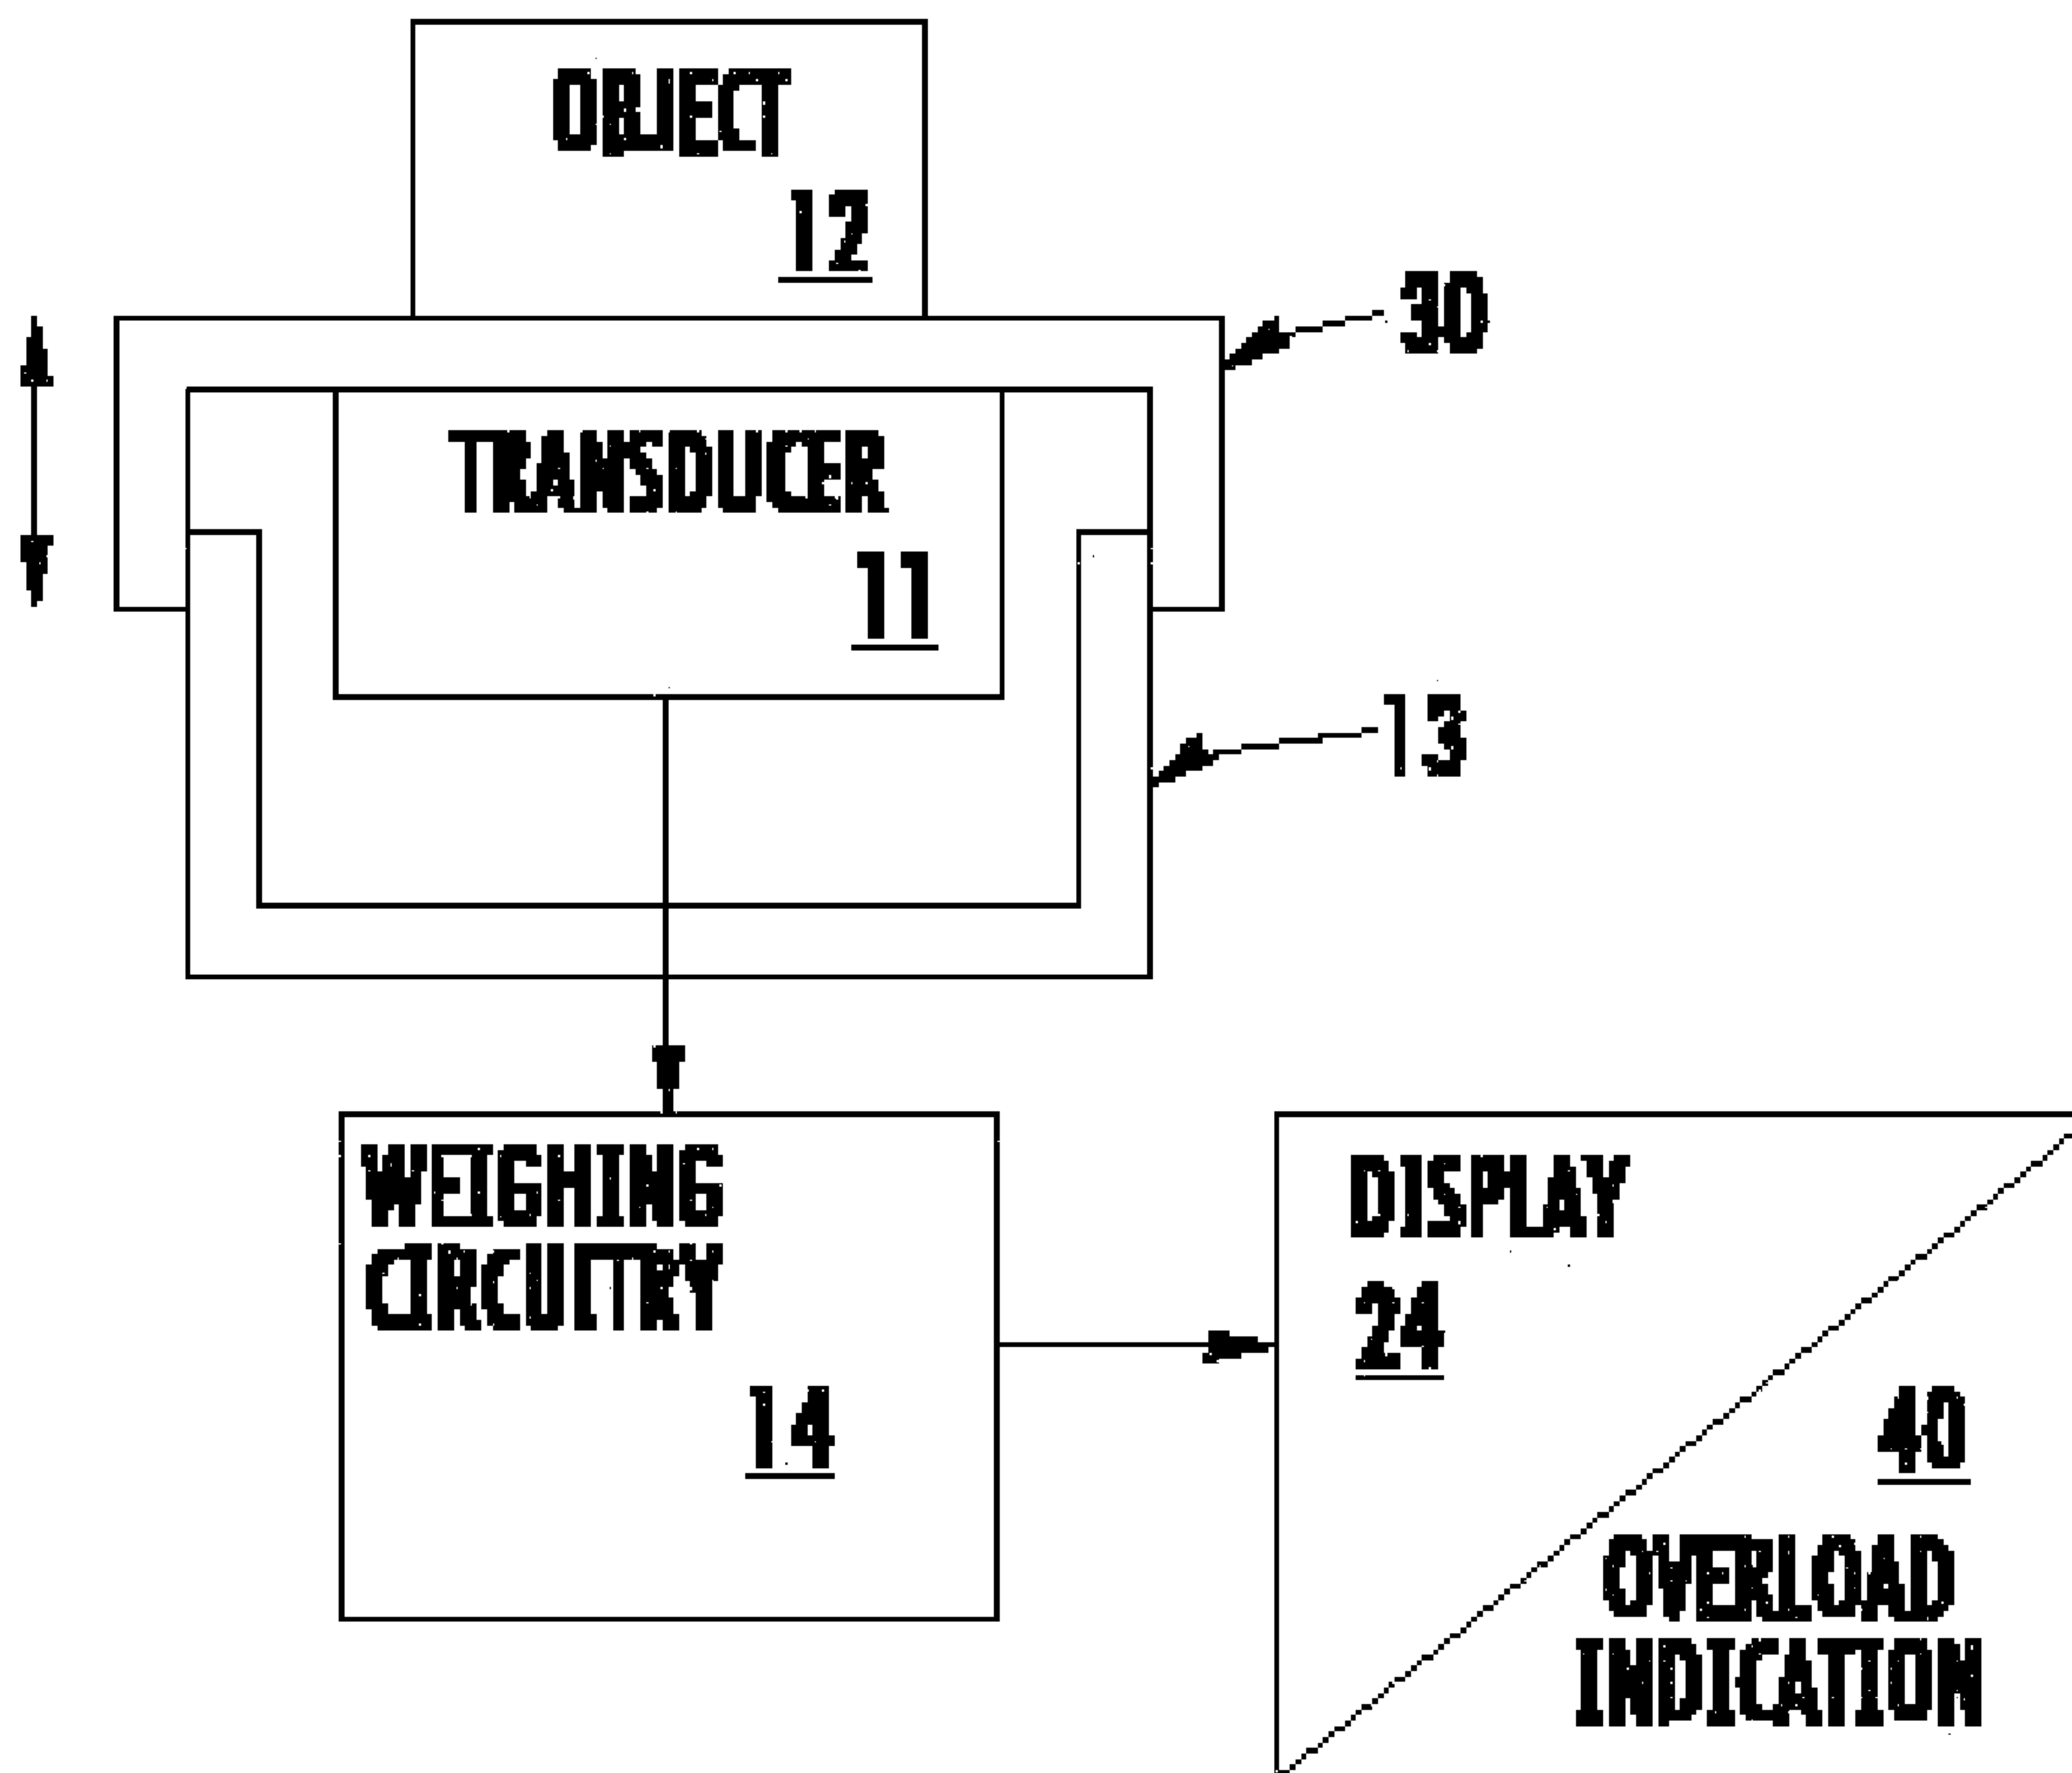 OBJECT
12
30
TRANSDUCER
11
13
WEIGHING
CIRCUITRY
14
DISPLAY
24
40
OVERLOAD
INDICATION